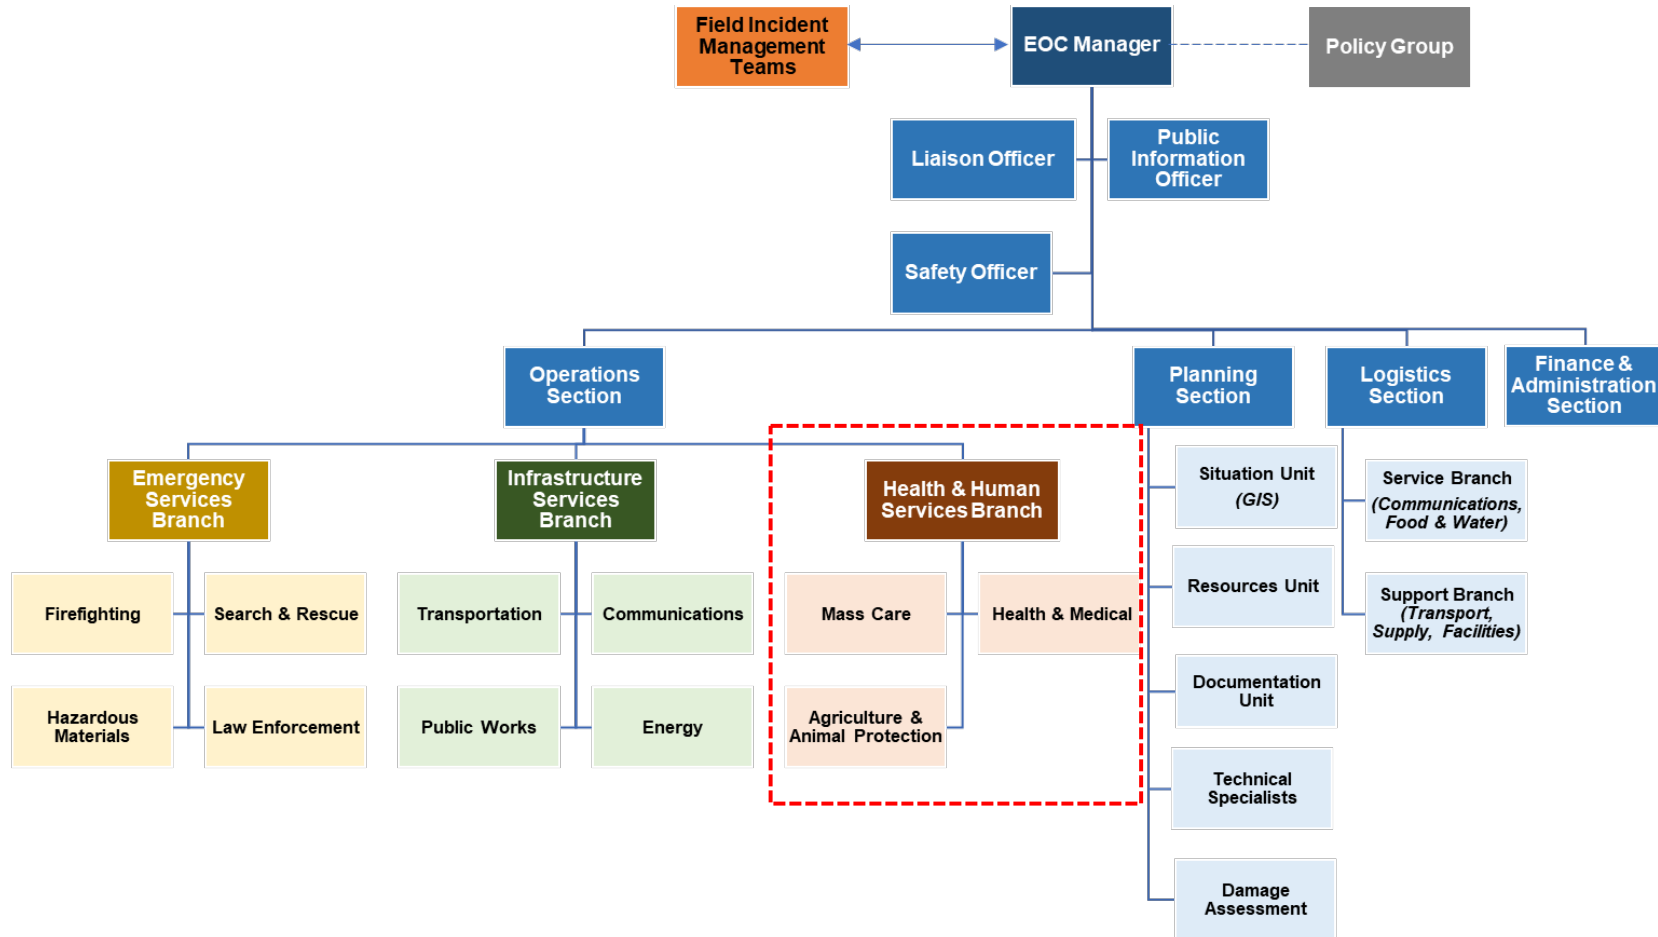 Field Incident
Management
Teams
EOC Manager
Policy Group
Liaison Officer
Public
Information
Officer
Safety Officer
Operations
Section
Planning
Section
Logistics
Section
Finance &
Administration
Section
Emergency
Services
Branch
Infrastructure
Services
Branch
Health & Human
Services Branch
Situation Unit
(GIS)
Service Branch
(Communications,
Food & Water)
Firefighting
Search & Rescue
Transportation
Communications
Mass Care
Health & Medical
Resources Unit
Support Branch
(Transport,
Supply, Facilities)
Hazardous
Materials
Law Enforcement
Public Works
Energy
Agriculture &
Animal Protection
Documentation
Unit
Technical
Specialists
Damage
Assessment